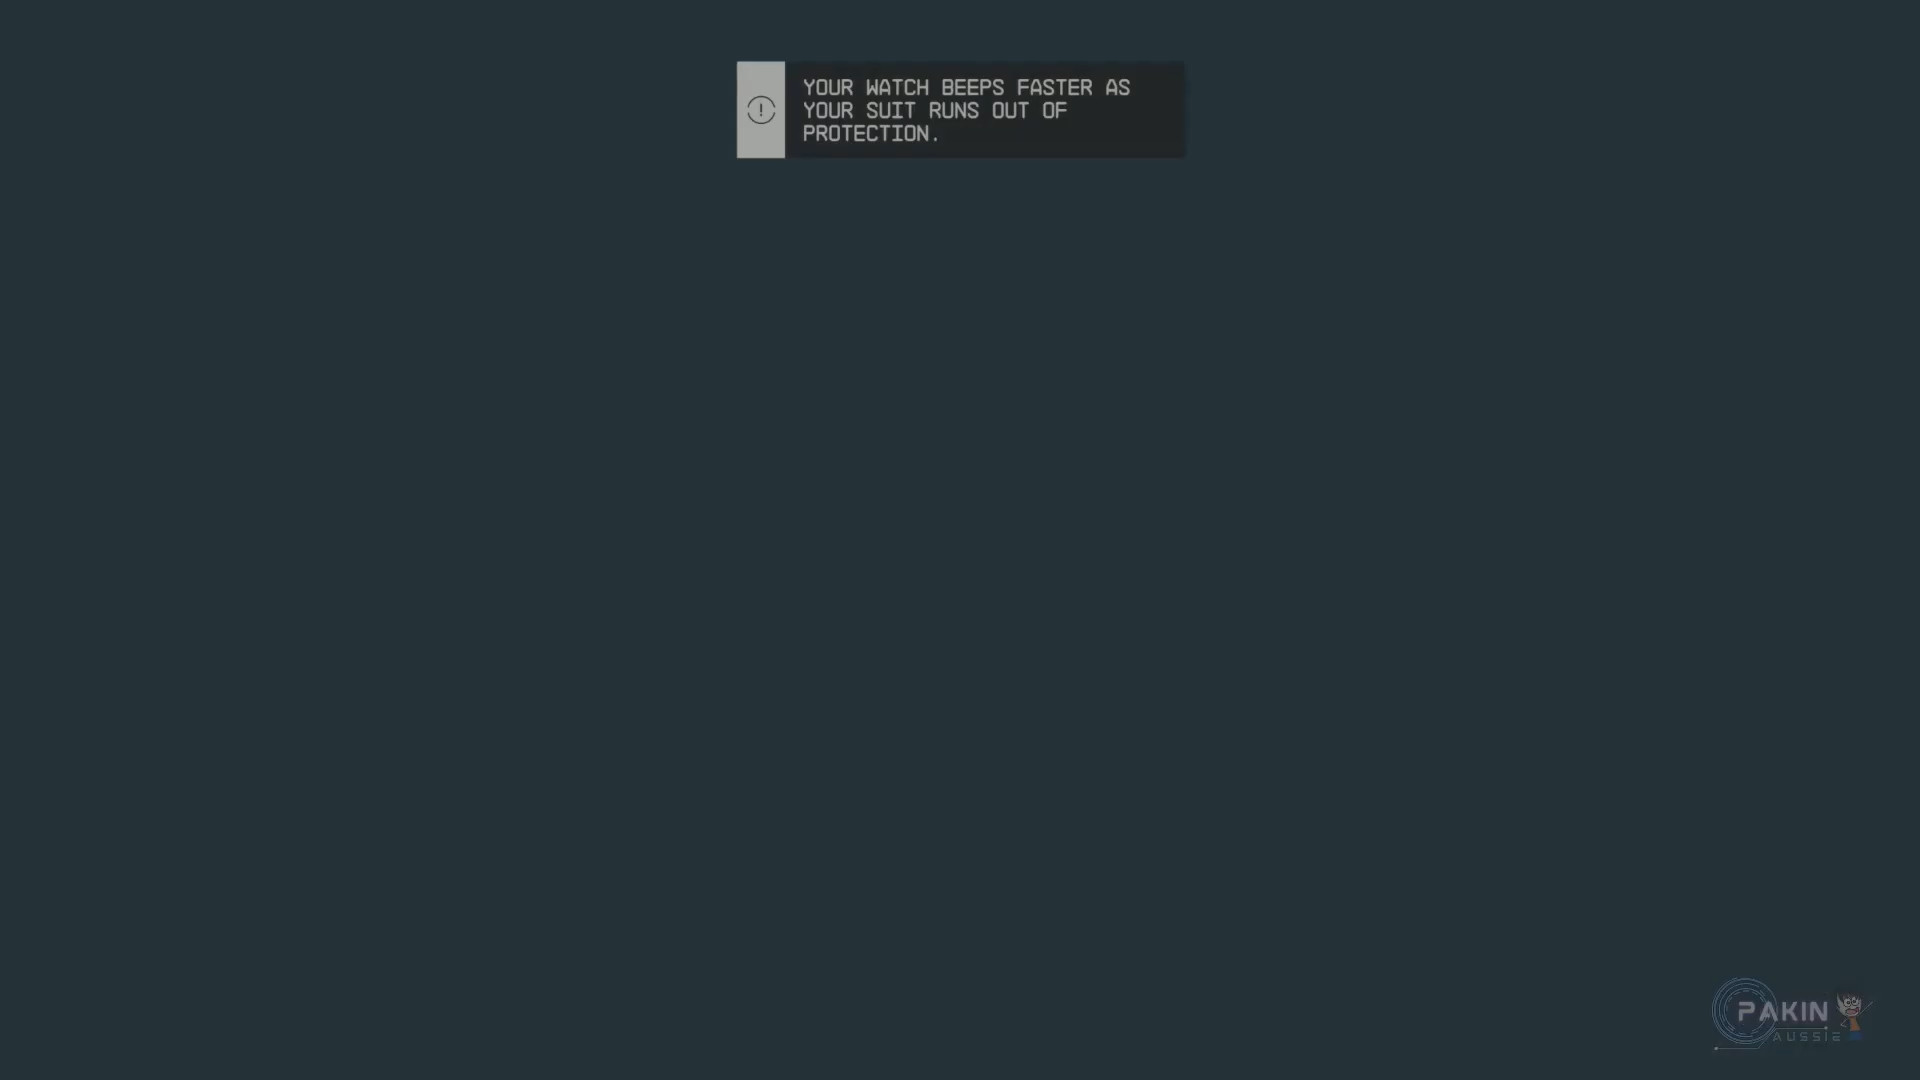 YOUR WATCH BEEPS FASTER AS
YOUR SUIT RUNS OUT OF
PROTECTION.
PAKIN
AUSSIE